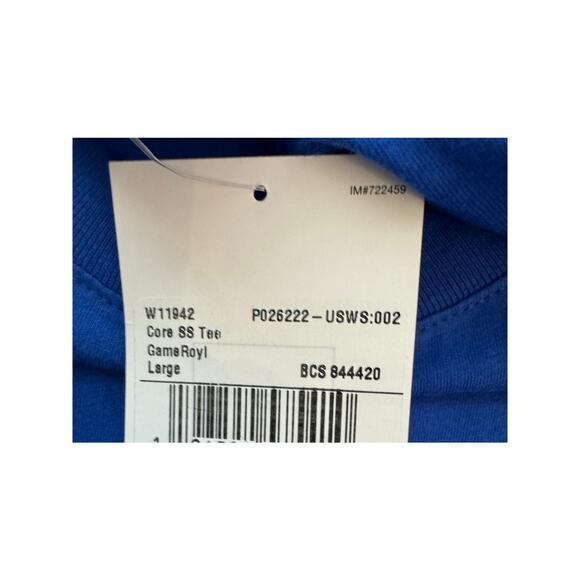 IM#722459
W11942 P026222-USWS:002
Core SS Tee
GameRoyl
Large BCS 844420